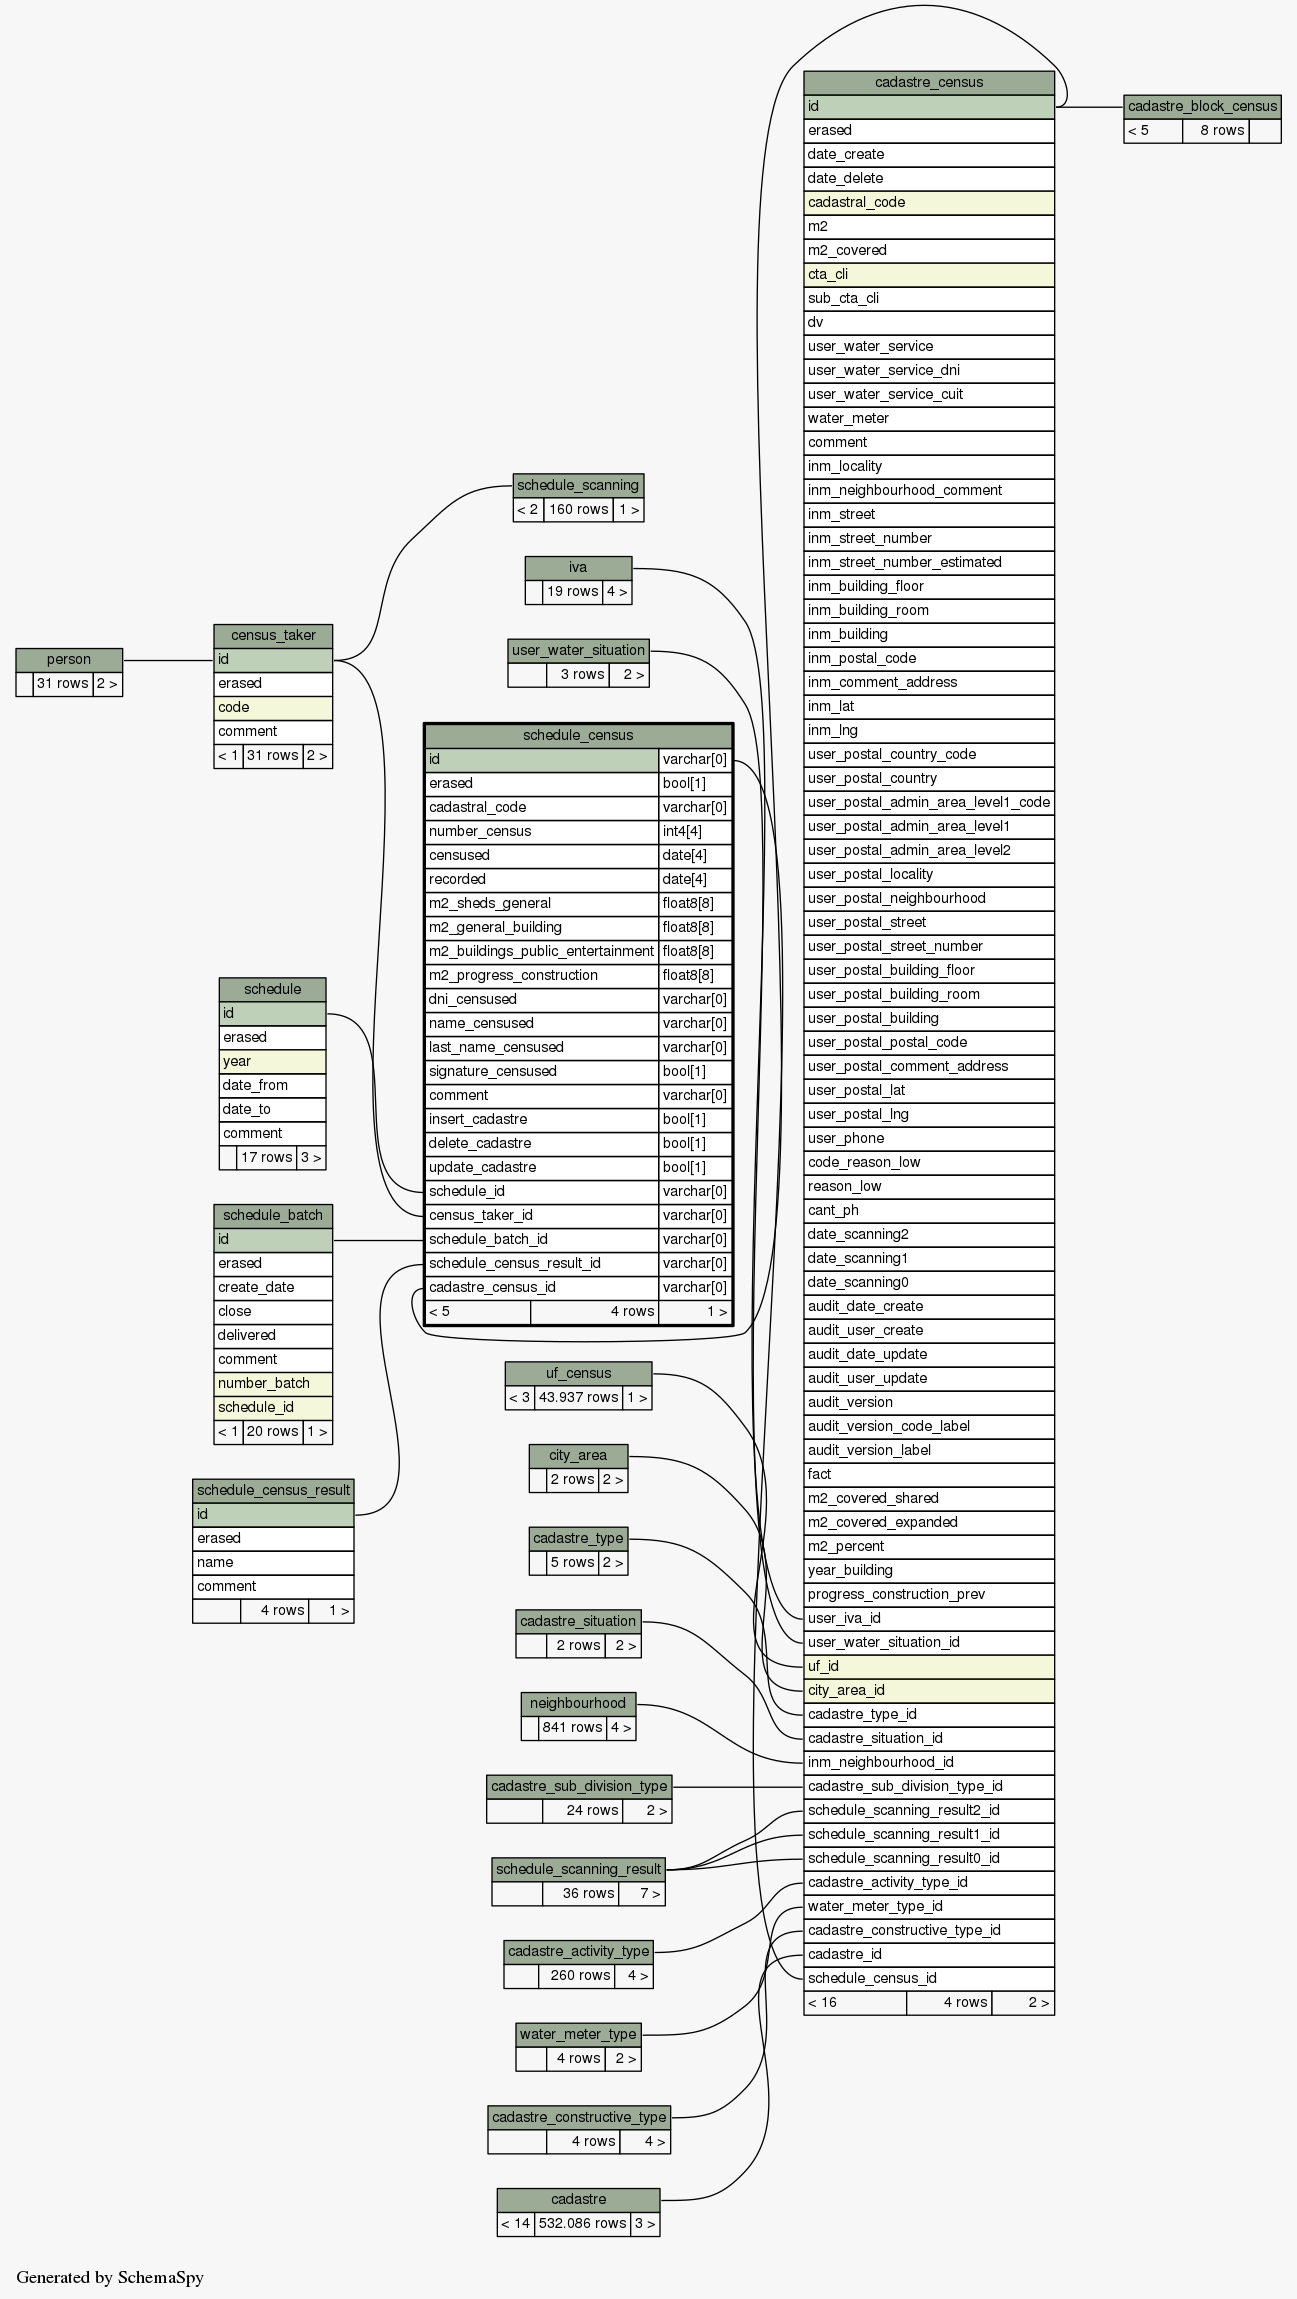 cadastre_census
id
erased
date_create
date_delete
cadastral_code
m2
m2_covered
cta_cli
sub_cta_cli
dv
user_water_service
user_water_service_dni
user_water_service_cuit
water_meter
comment
inm_locality
inm_neighbourhood_comment
inm_street
inm_street_number
inm_street_number_estimated
inm_building_floor
inm_building_room
inm_building
inm_postal_code
inm_comment_address
inm_lat
inm_lng
user_postal_country_code
user_postal_country
user_postal_admin_area_level1_code
user_postal_admin_area_level1
user_postal_admin_area_level2
user_postal_locality
user_postal_neighbourhood
user_postal_street
user_postal_street_number
user_postal_building_floor
user_postal_building_room
user_postal_building
user_postal_postal_code
user_postal_comment_address
user_postal_lat
user_postal_lng
user_phone
code_reason_low
reason_low
cant_ph
date_scanning2
date_scanning1
date_scanning0
audit_date_create
audit_user_create
audit_date_update
audit_user_update
audit_version
audit_version_code_label
audit_version_label
fact
m2_covered_shared
m2_covered_expanded
m2_percent
year_building
progress_construction_prev
user_iva_id
user_water_situation_id
uf_id
city_area_id
cadastre_type_id
cadastre_situation_id
inm_neighbourhood_id
cadastre_sub_division_type_id
schedule_scanning_result2_id
schedule_scanning_result1_id
schedule_scanning_result0_id
cadastre_activity_type_id
water_meter_type_id
cadastre_constructive_type_id
cadastre_id
schedule_census_id
< 16 4 rows 2 >
cadastre_block_census
< 5 8 rows
schedule_scanning
< 2 160 rows 1 >
iva
19 rows 4 >
user_water_situation
3 rows 2 >
person
31 rows 2 >
census_taker
id
erased
code
comment
< 1 31 rows 2 >
schedule_census
id varchar[0]
erased bool[1]
cadastral_code varchar[0]
number_census int4[4]
censused date[4]
recorded date[4]
m2_sheds_general float8[8]
m2_general_building float8[8]
m2_buildings_public_entertainment float8[8]
m2_progress_construction float8[8]
dni_censused varchar[0]
name_censused varchar[0]
last_name_censused varchar[0]
signature_censused bool[1]
comment varchar[0]
insert_cadastre bool[1]
delete_cadastre bool[1]
update_cadastre bool[1]
schedule_id varchar[0]
census_taker_id varchar[0]
schedule_batch_id varchar[0]
schedule_census_result_id varchar[0]
cadastre_census_id varchar[0]
< 5 4 rows 1 >
schedule
id
erased
year
date_from
date_to
comment
17 rows 3 >
schedule_batch
id
erased
create_date
close
delivered
comment
number_batch
schedule_id
< 1 20 rows 1 >
schedule_census_result
id
erased
name
comment
4 rows 1 >
uf_census
< 3 43.937 rows 1 >
city_area
2 rows 2 >
cadastre_type
5 rows 2 >
cadastre_situation
2 rows 2 >
neighbourhood
841 rows 4 >
cadastre_sub_division_type
24 rows 2 >
schedule_scanning_result
36 rows 7 >
cadastre_activity_type
260 rows 4 >
water_meter_type
4 rows 2 >
cadastre_constructive_type
4 rows 4 >
cadastre
< 14 532.086 rows 3 >
Generated by SchemaSpy